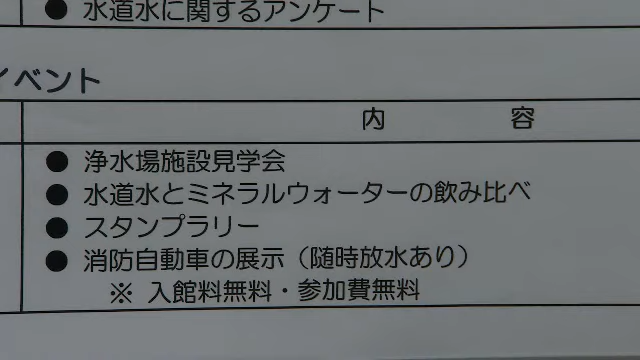 ● 水道水に関するアンケート
イベント
内 容
● 浄水場施設見学会
● 水道水とミネラルウォーターの飲み比べ
● スタンプラリー
● 消防自動車の展示（随時放水あり）
※ 入館料無料・参加費無料